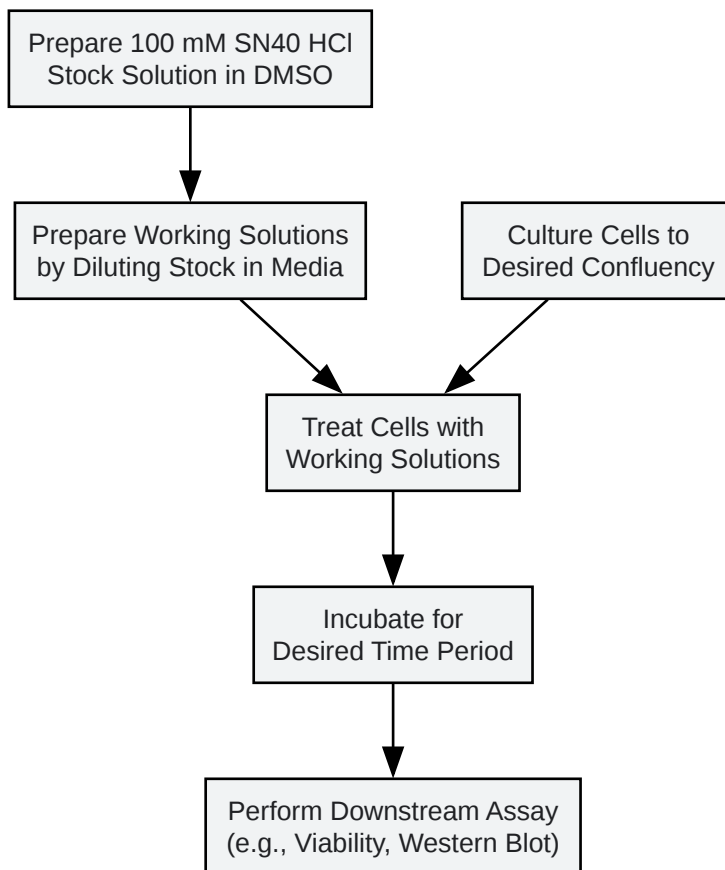 Prepare 100 mM SN40 HCl
Stock Solution in DMSO
Prepare Working Solutions
by Diluting Stock in Media
Culture Cells to
Desired Confluency
Treat Cells with
Working Solutions
Incubate for
Desired Time Period
Perform Downstream Assay
(e.g., Viability, Western Blot)